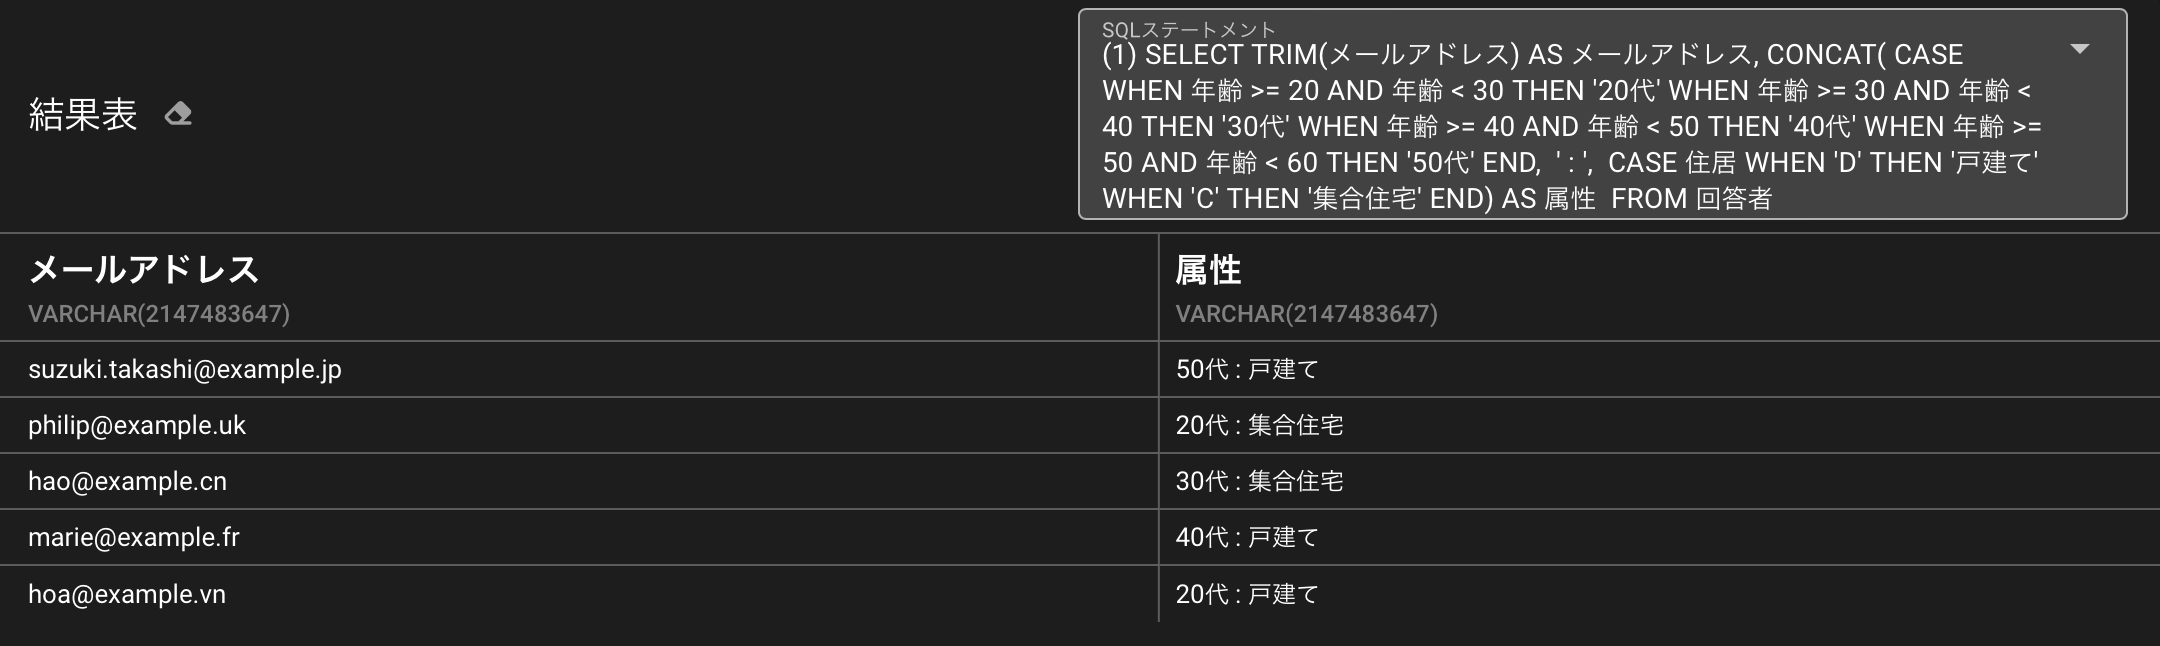 結果表
SQLステートメント
(1) SELECT TRIM(メールアドレス) AS メールアドレス, CONCAT( CASE
WHEN 年齢 >= 20 AND 年齢 < 30 THEN '20代' WHEN 年齢 >= 30 AND 年齢 <
40 THEN '30代' WHEN 年齢 >= 40 AND 年齢 < 50 THEN '40代' WHEN 年齢 >=
50 AND 年齢 < 60 THEN '50代' END,  ' : ',  CASE 住居 WHEN 'D' THEN '戸建て'
WHEN 'C' THEN '集合住宅' END) AS 属性  FROM 回答者
メールアドレス 属性
VARCHAR(2147483647) VARCHAR(2147483647)
suzuki.takashi@example.jp 50代 : 戸建て
philip@example.uk 20代 : 集合住宅
hao@example.cn 30代 : 集合住宅
marie@example.fr 40代 : 戸建て
hoa@example.vn 20代 : 戸建て